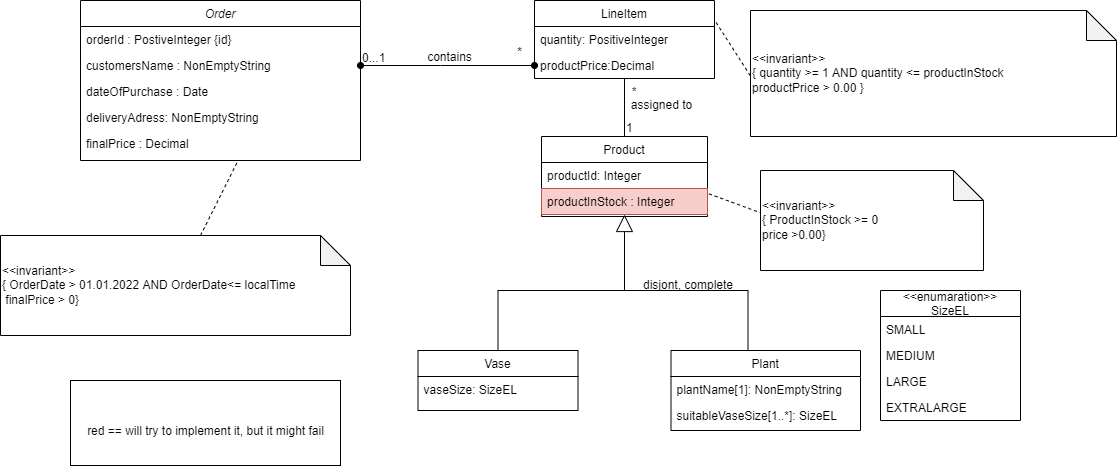 Order
orderId : PostiveInteger {id}
customersName : NonEmptyString
dateOfPurchase : Date
deliveryAdress: NonEmptyString
finalPrice : Decimal
0...1
contains
*
LineItem
quantity: PositiveInteger
productPrice:Decimal
<<invariant>>
{ quantity >= 1 AND quantity <= productInStock
productPrice > 0.00 }
*
assigned to
1
Product
productId: Integer
productInStock : Integer
<<invariant>>
{ ProductInStock >= 0
price >0.00}
<<invariant>>
{ OrderDate > 01.01.2022 AND OrderDate<= localTime
finalPrice > 0}
disjont, complete
Vase
vaseSize: SizeEL
Plant
plantName[1]: NonEmptyString
suitableVaseSize[1..*]: SizeEL
<<enumaration>>
SizeEL
SMALL
MEDIUM
LARGE
EXTRALARGE
red == will try to implement it, but it might fail